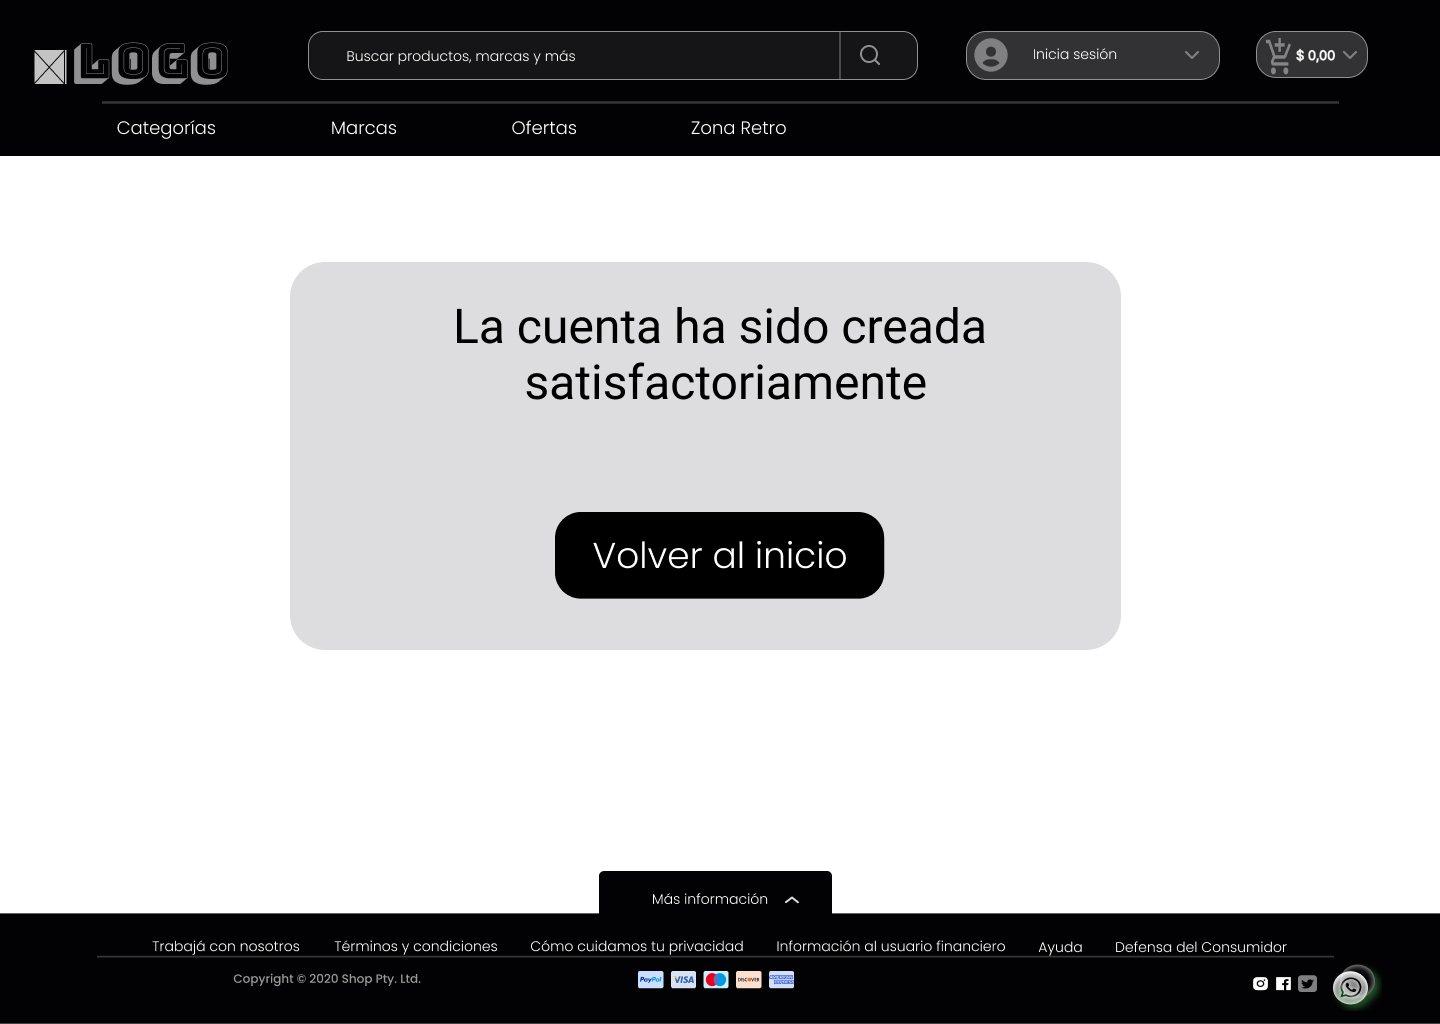 LOGO
Buscar productos, marcas y más
Inicia sesión
$ 0,00
Categorías
Marcas
Ofertas
Zona Retro
La cuenta ha sido creada
satisfactoriamente
Volver al inicio
Más información
Trabajá con nosotros
Términos y condiciones
Cómo cuidamos tu privacidad
Información al usuario financiero
Ayuda
Defensa del Consumidor
Copyright © 2020 Shop Pty. Ltd.
PayPal
VISA
DISCOVER
AMERICAN
EXPRESS